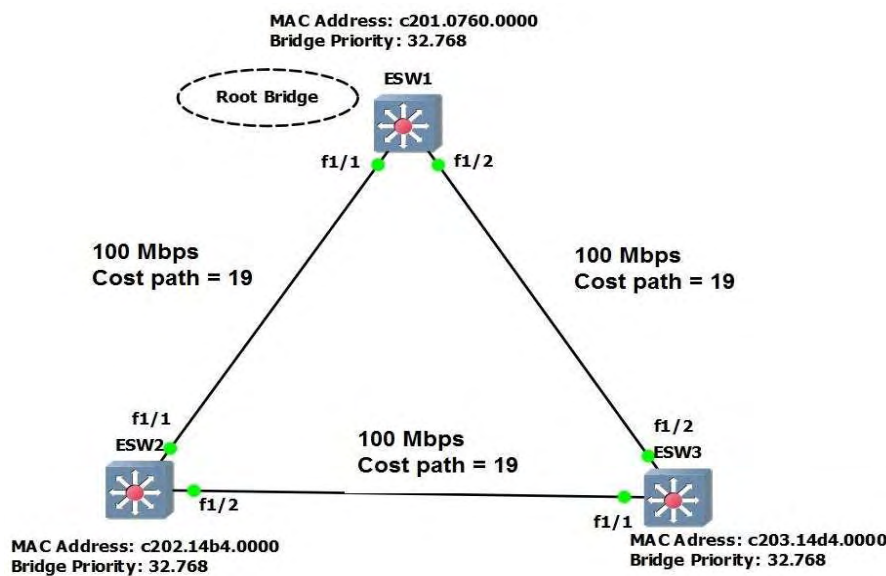 MAC Address: c201.0760.0000
Bridge Priority: 32.768
ESW1
Root Bridge
f1/1
f1/2
100 Mbps
Cost path = 19
100 Mbps
Cost path = 19
f1/1
ESW2
f1/2
100 Mbps
Cost path = 19
f1/2
ESW3
f1/1
MAC Adress: c202.14b4.0000
Bridge Priority: 32.768
MAC Adress: c203.14d4.0000
Bridge Priority: 32.768